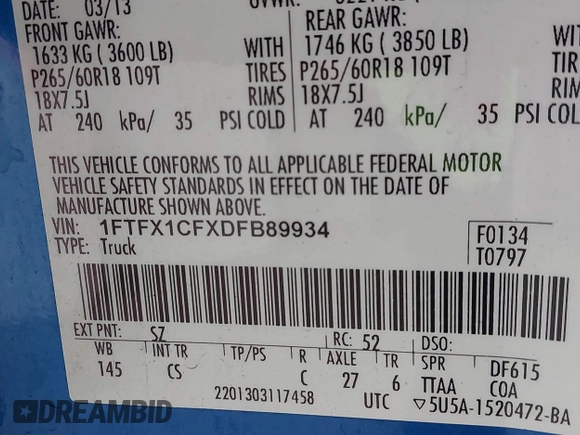 DATE: 03/13
FRONT GAWR:
1633 KG ( 3600 LB)
WITH
P265/60R18 109T
TIRES
18X7.5J
RIMS
AT 240 kPa/ 35 PSI COLD
REAR GAWR:
1746 KG ( 3850 LB)
P265/60R18 109T
18X7.5J
AT 240 kPa/ 35 PSI COLD
THIS VEHICLE CONFORMS TO ALL APPLICABLE FEDERAL MOTOR
VEHICLE SAFETY STANDARDS IN EFFECT ON THE DATE OF
MANUFACTURE SHOWN ABOVE.
VIN: 1FTFX1CFXDFB89934
TYPE: Truck
F0134
T0797
EXT PNT: SZ RC: 52 DSO:
WB INT TR TP/PS R AXLE TR SPR DF615
145 CS C 27 6 TTAA COA
2201303117458 UTC ▽5U5A-1520472-BA
DREAMBID.COM